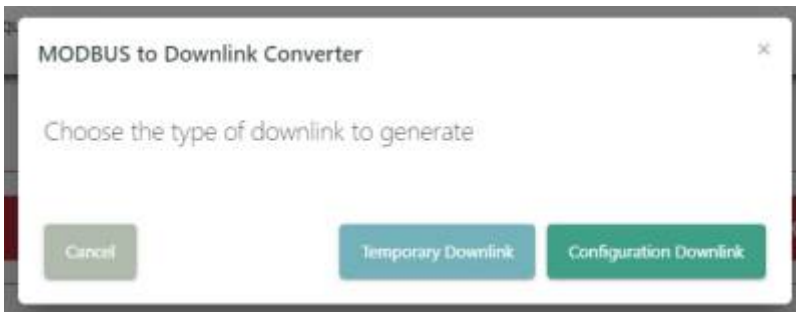 MODBUS to Downlink Converter ×
Choose the type of downlink to generate
Cancel Temporary Downlink Configuration Downlink